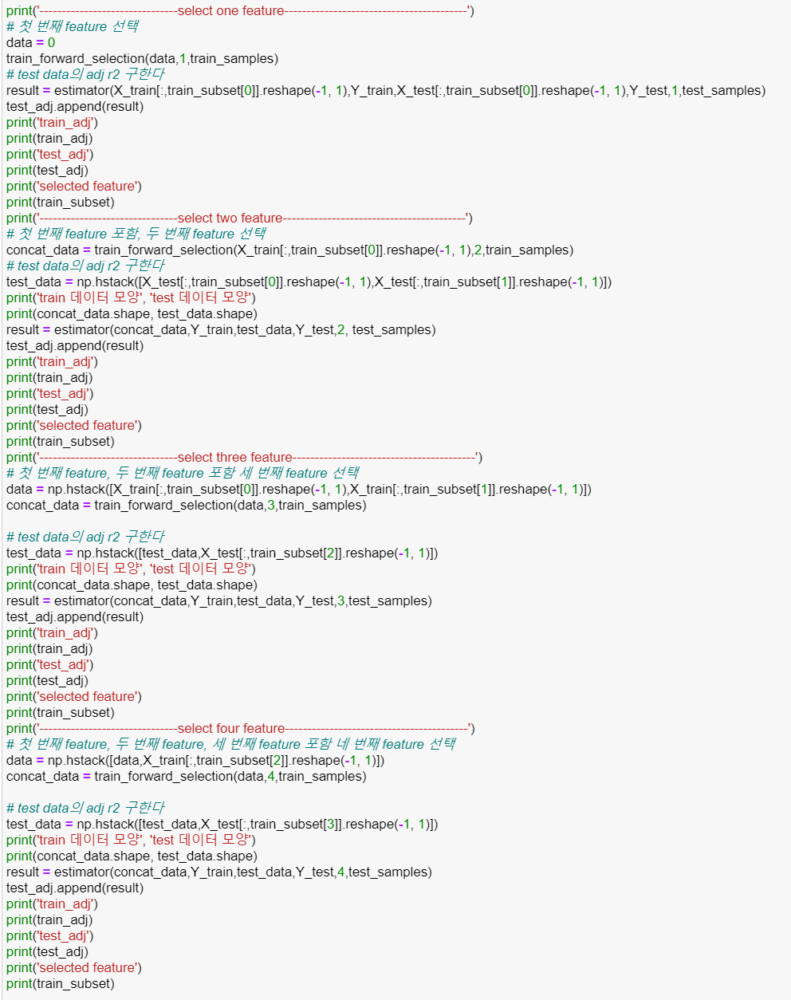 print('-------------------------------select one feature-----------------------------------------')
# 첫 번째 feature 선택
data = 0
train_forward_selection(data,1,train_samples)
# test data의 adj r2 구한다
result = estimator(X_train[:,train_subset[0]].reshape(-1, 1),Y_train,X_test[:,train_subset[0]].reshape(-1, 1),Y_test,1,test_samples)
test_adj.append(result)
print('train_adj')
print(train_adj)
print('test_adj')
print(test_adj)
print('selected feature')
print(train_subset)
print('-------------------------------select two feature-----------------------------------------')
# 첫 번째 feature 포함, 두 번째 feature 선택
concat_data = train_forward_selection(X_train[:,train_subset[0]].reshape(-1, 1),2,train_samples)
# test data의 adj r2 구한다
test_data = np.hstack([X_test[:,train_subset[0]].reshape(-1, 1),X_test[:,train_subset[1]].reshape(-1, 1)])
print('train 데이터 모양', 'test 데이터 모양')
print(concat_data.shape, test_data.shape)
result = estimator(concat_data,Y_train,test_data,Y_test,2, test_samples)
test_adj.append(result)
print('train_adj')
print(train_adj)
print('test_adj')
print(test_adj)
print('selected feature')
print(train_subset)
print('-------------------------------select three feature-----------------------------------------')
# 첫 번째 feature, 두 번째 feature 포함 세 번째 feature 선택
data = np.hstack([X_train[:,train_subset[0]].reshape(-1, 1),X_train[:,train_subset[1]].reshape(-1, 1)])
concat_data = train_forward_selection(data,3,train_samples)

# test data의 adj r2 구한다
test_data = np.hstack([test_data,X_test[:,train_subset[2]].reshape(-1, 1)])
print('train 데이터 모양', 'test 데이터 모양')
print(concat_data.shape, test_data.shape)
result = estimator(concat_data,Y_train,test_data,Y_test,3,test_samples)
test_adj.append(result)
print('train_adj')
print(train_adj)
print('test_adj')
print(test_adj)
print('selected feature')
print(train_subset)
print('-------------------------------select four feature-----------------------------------------')
# 첫 번째 feature, 두 번째 feature, 세 번째 feature 포함 네 번째 feature 선택
data = np.hstack([data,X_train[:,train_subset[2]].reshape(-1, 1)])
concat_data = train_forward_selection(data,4,train_samples)

# test data의 adj r2 구한다
test_data = np.hstack([test_data,X_test[:,train_subset[3]].reshape(-1, 1)])
print('train 데이터 모양', 'test 데이터 모양')
print(concat_data.shape, test_data.shape)
result = estimator(concat_data,Y_train,test_data,Y_test,4,test_samples)
test_adj.append(result)
print('train_adj')
print(train_adj)
print('test_adj')
print(test_adj)
print('selected feature')
print(train_subset)